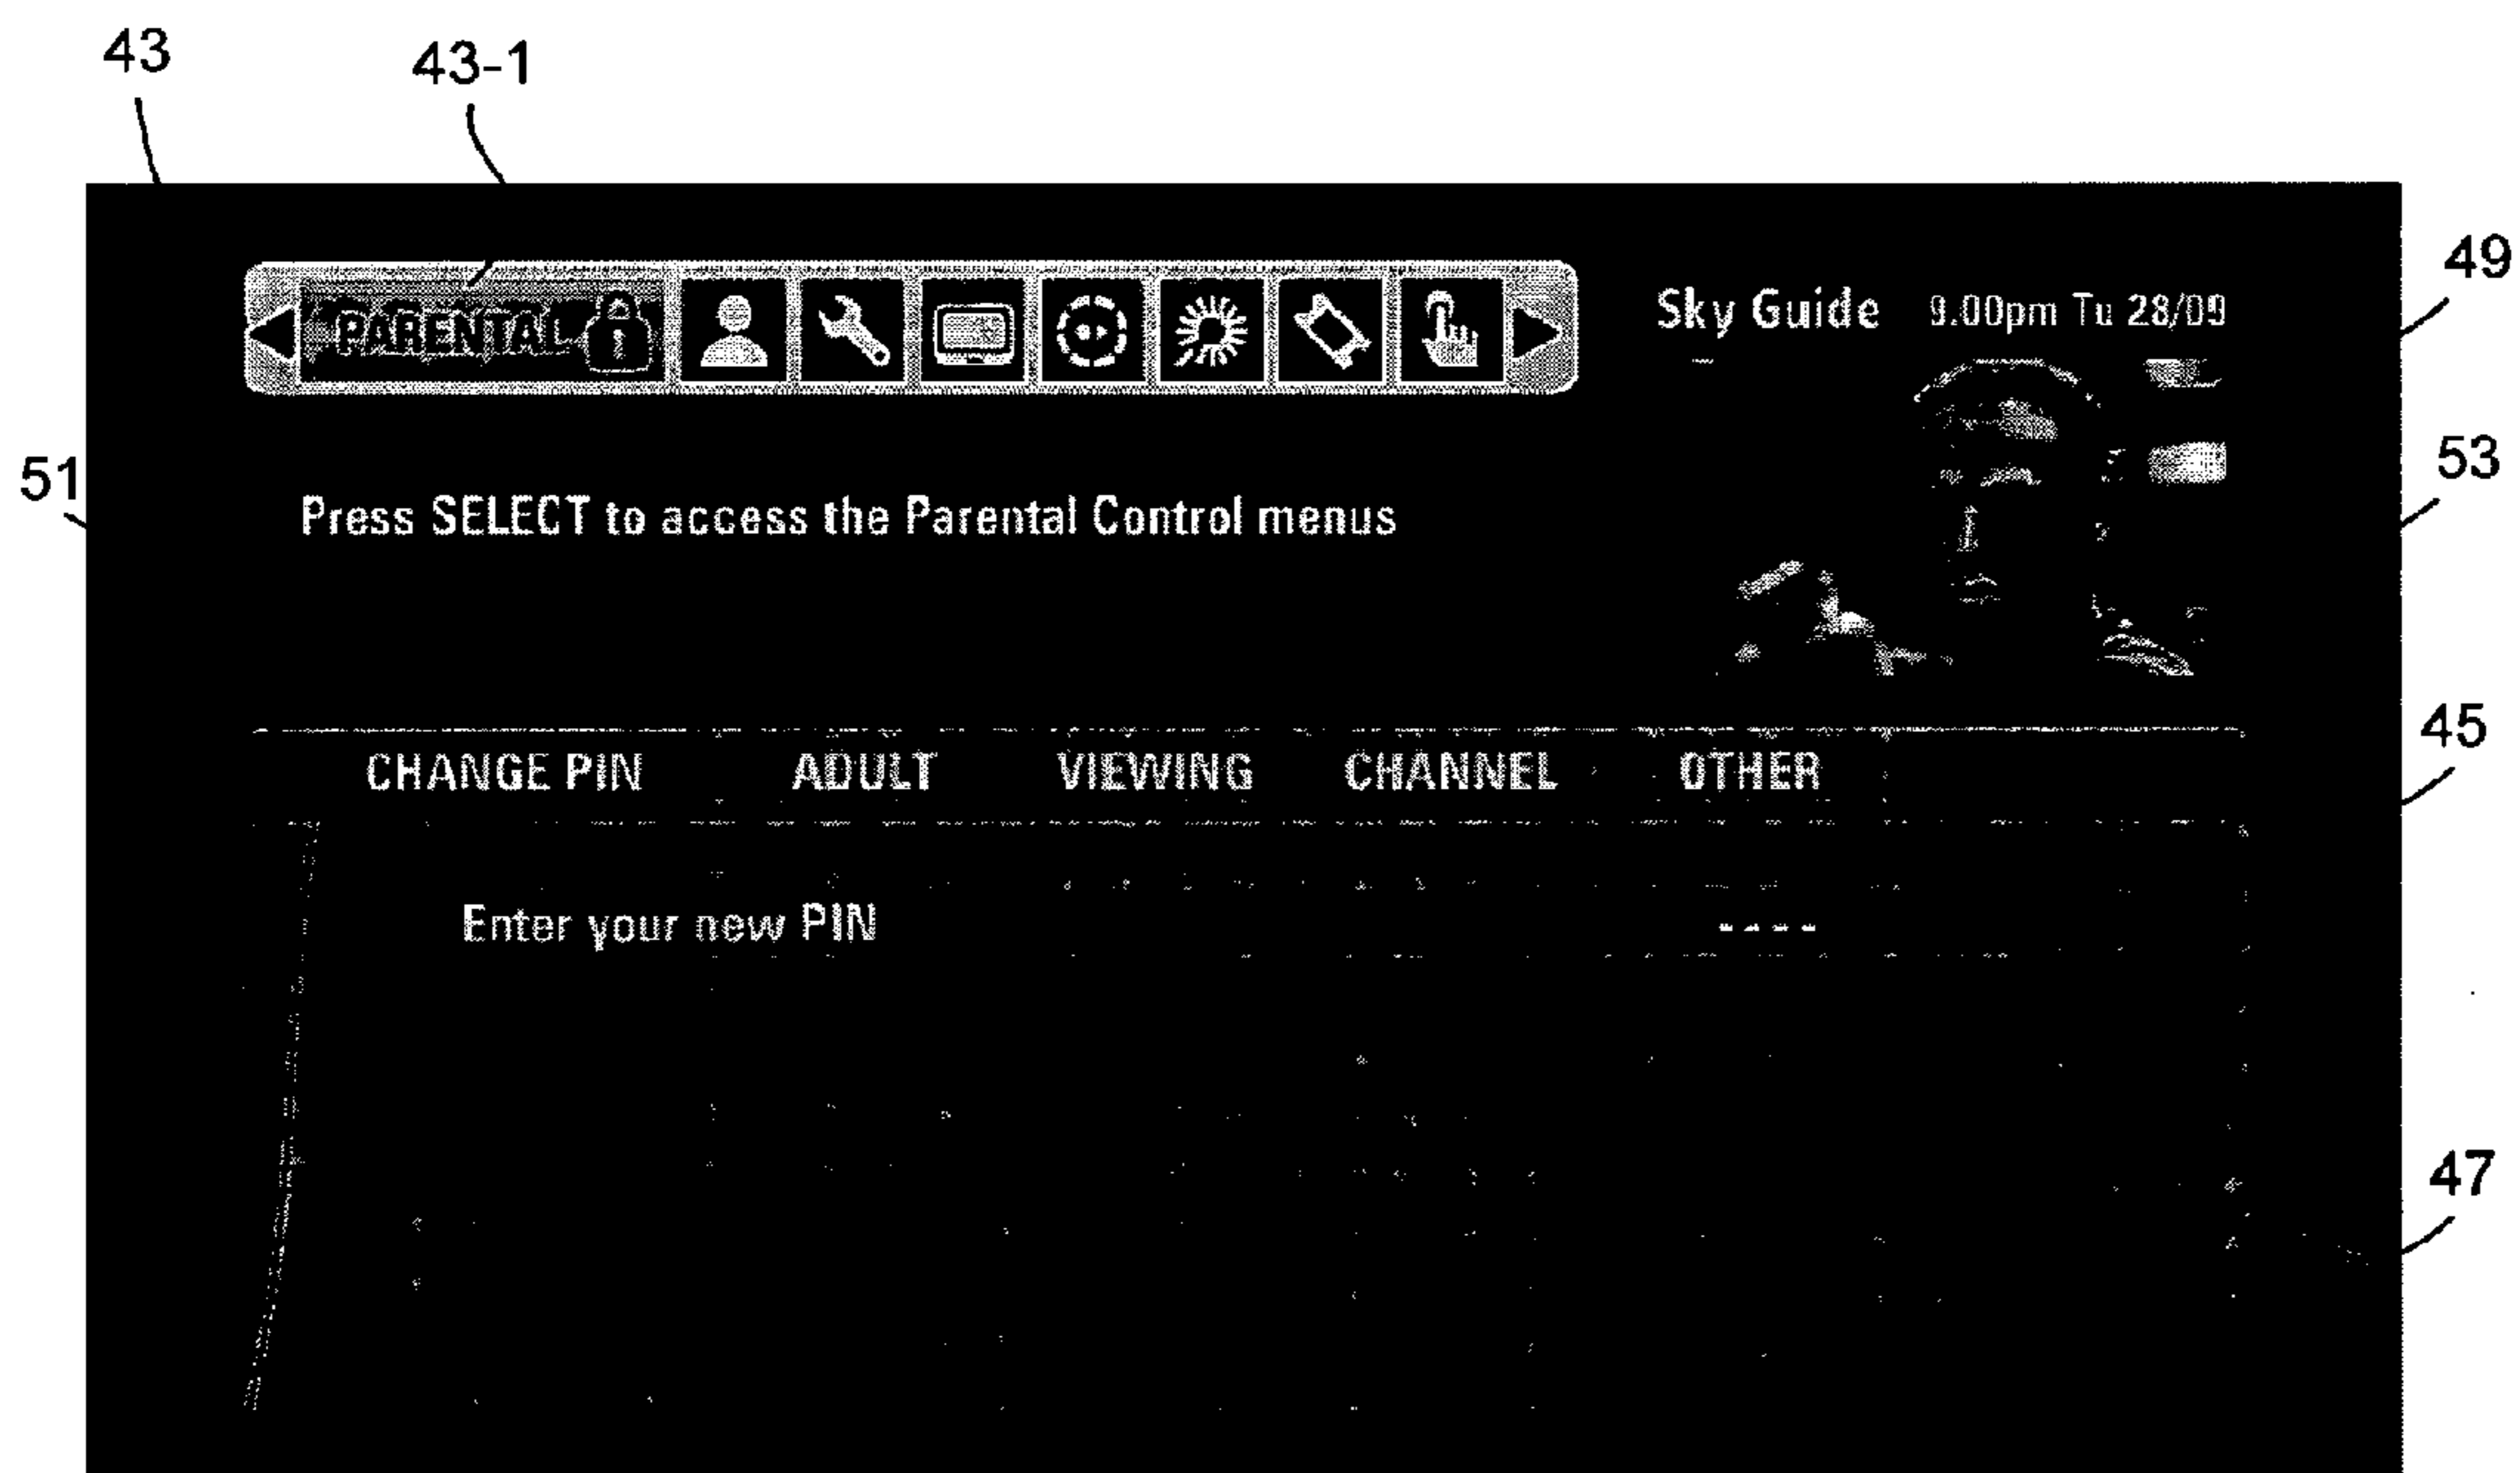 43
43-1
49
PARENTAL
Sky Guide 9.00pm Tu 28/09
51
53
Press SELECT to access the Parental Control menus
45
CHANGE PIN ADULT VIEWING CHANNEL OTHER
Enter your new PIN ----
47